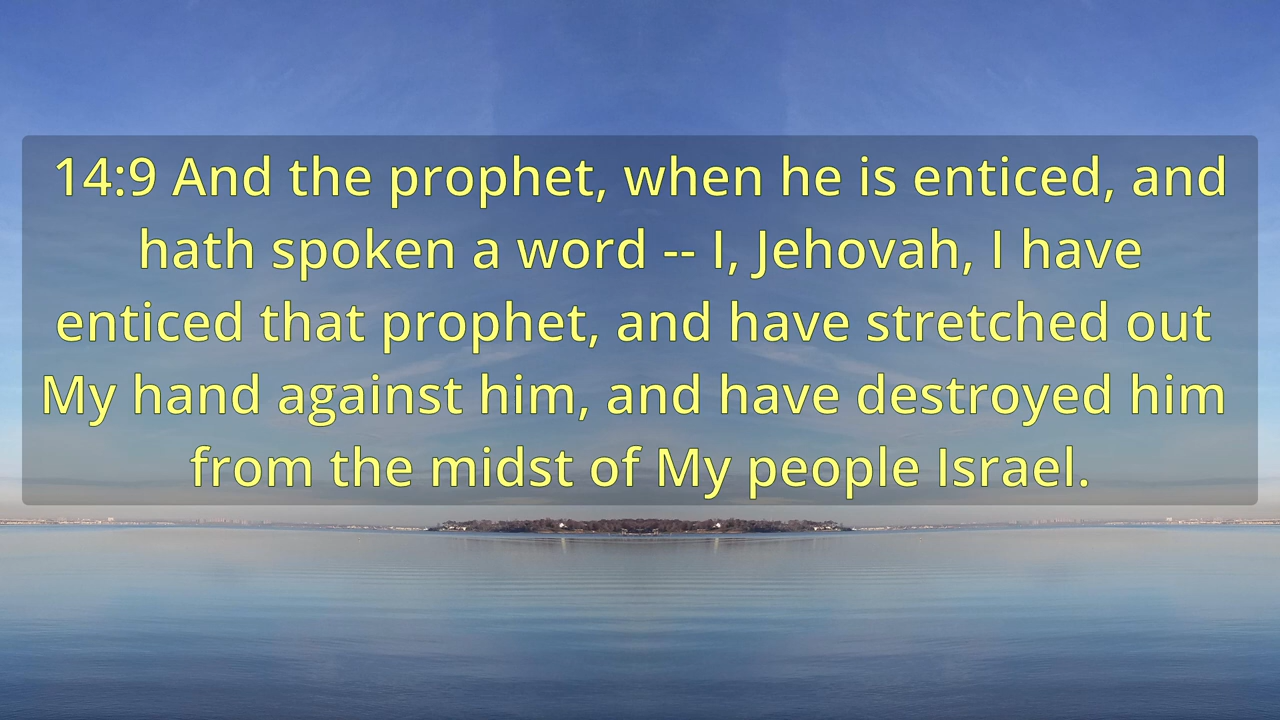 14:9 And the prophet, when he is enticed, and
hath spoken a word -- I, Jehovah, I have
enticed that prophet, and have stretched out
My hand against him, and have destroyed him
from the midst of My people Israel.